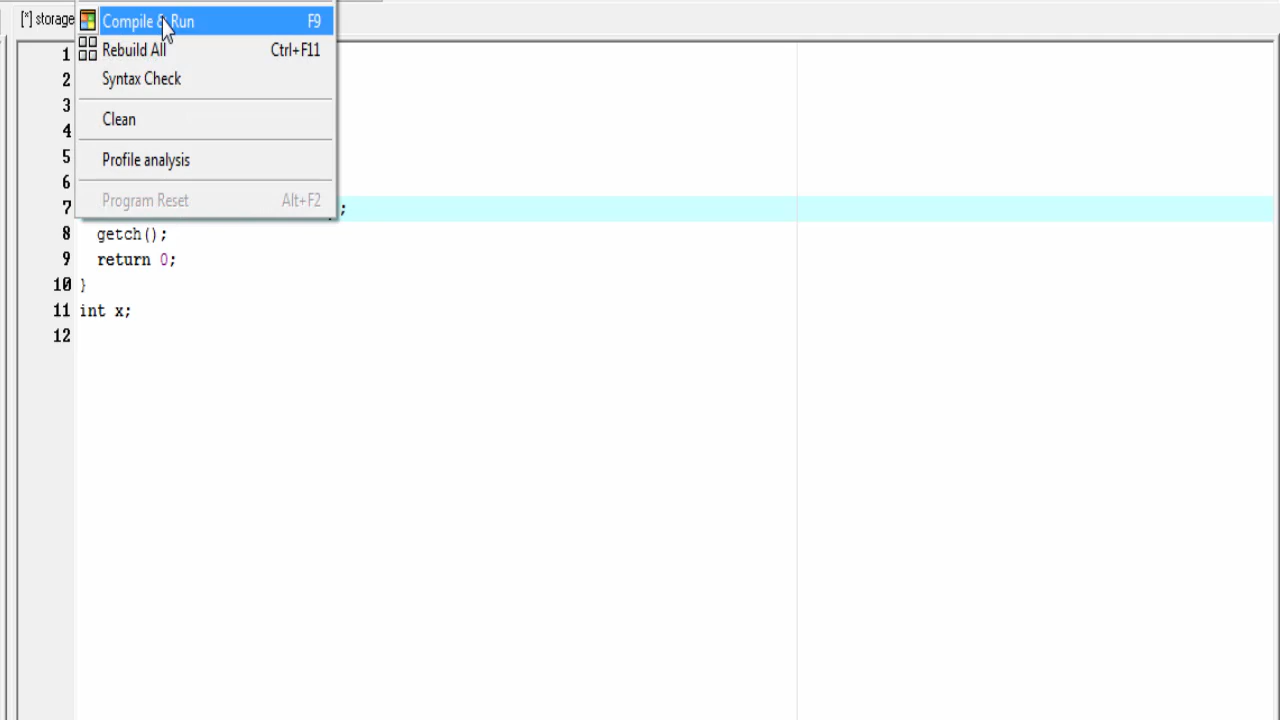 [*] storage
Compile & Run F9
Rebuild All Ctrl+F11
Syntax Check
Clean
Profile analysis
Program Reset Alt+F2
1
2
3
4
5
6
7 ;
8 getch();
9 return 0;
10 }
11 int x;
12